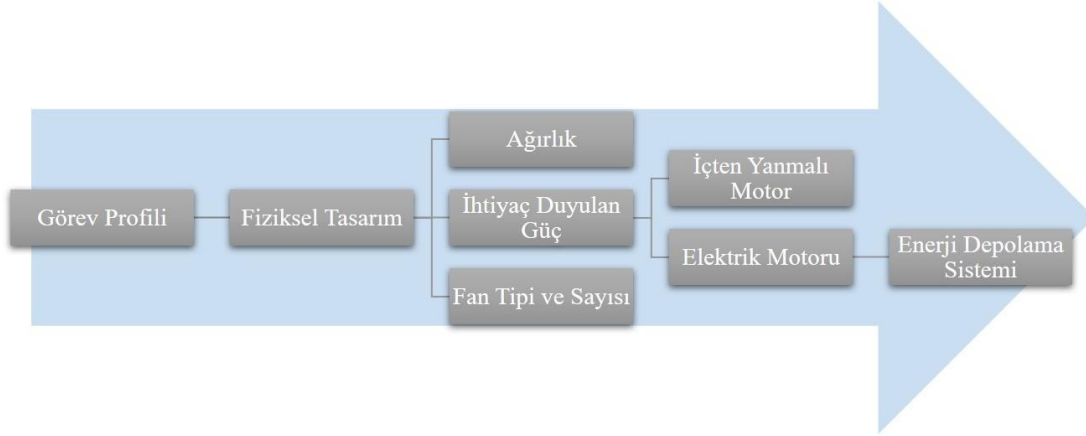 Görev Profili
Fiziksel Tasarım
Ağırlık
İhtiyaç Duyulan
Güç
Fan Tipi ve Sayısı
İçten Yanmalı
Motor
Elektrik Motoru
Enerji Depolama
Sistemi